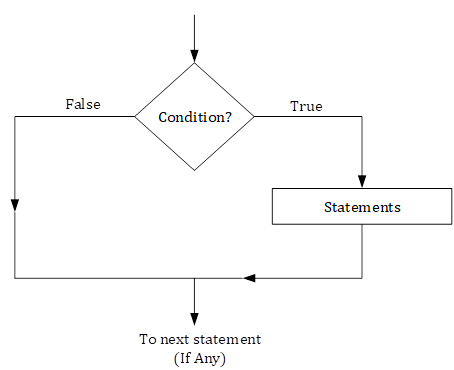 False
Condition?
True
Statements
To next statement
(If Any)